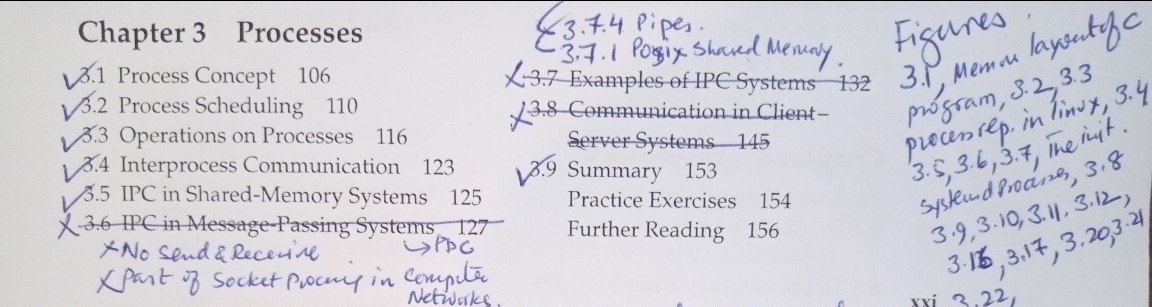 Chapter 3 Processes
3.1 Process Concept 106
3.2 Process Scheduling 110
3.3 Operations on Processes 116
3.4 Interprocess Communication 123
3.5 IPC in Shared-Memory Systems 125
3.6 IPC in Message-Passing Systems 127
→PDC
×No Send & Receive
×Part of Socket in Computer
Networks.
3.7.4 Pipes.
3.7.1 Posix Shared Memory.
3.7 Examples of IPC Systems 132
3.8 Communication in Client–
Server Systems 145
3.9 Summary 153
Practice Exercises 154
Further Reading 156
Figures
3.1, layout of C
program, 3.2, 3.3
process rep. in linux, 3.4
3.5, 3.6, 3.7, The init.
systemd Processes, 3.8
3.9, 3.10, 3.11, 3.12,
3.16, 3.17, 3.20, 3.21
xxi 3.22,